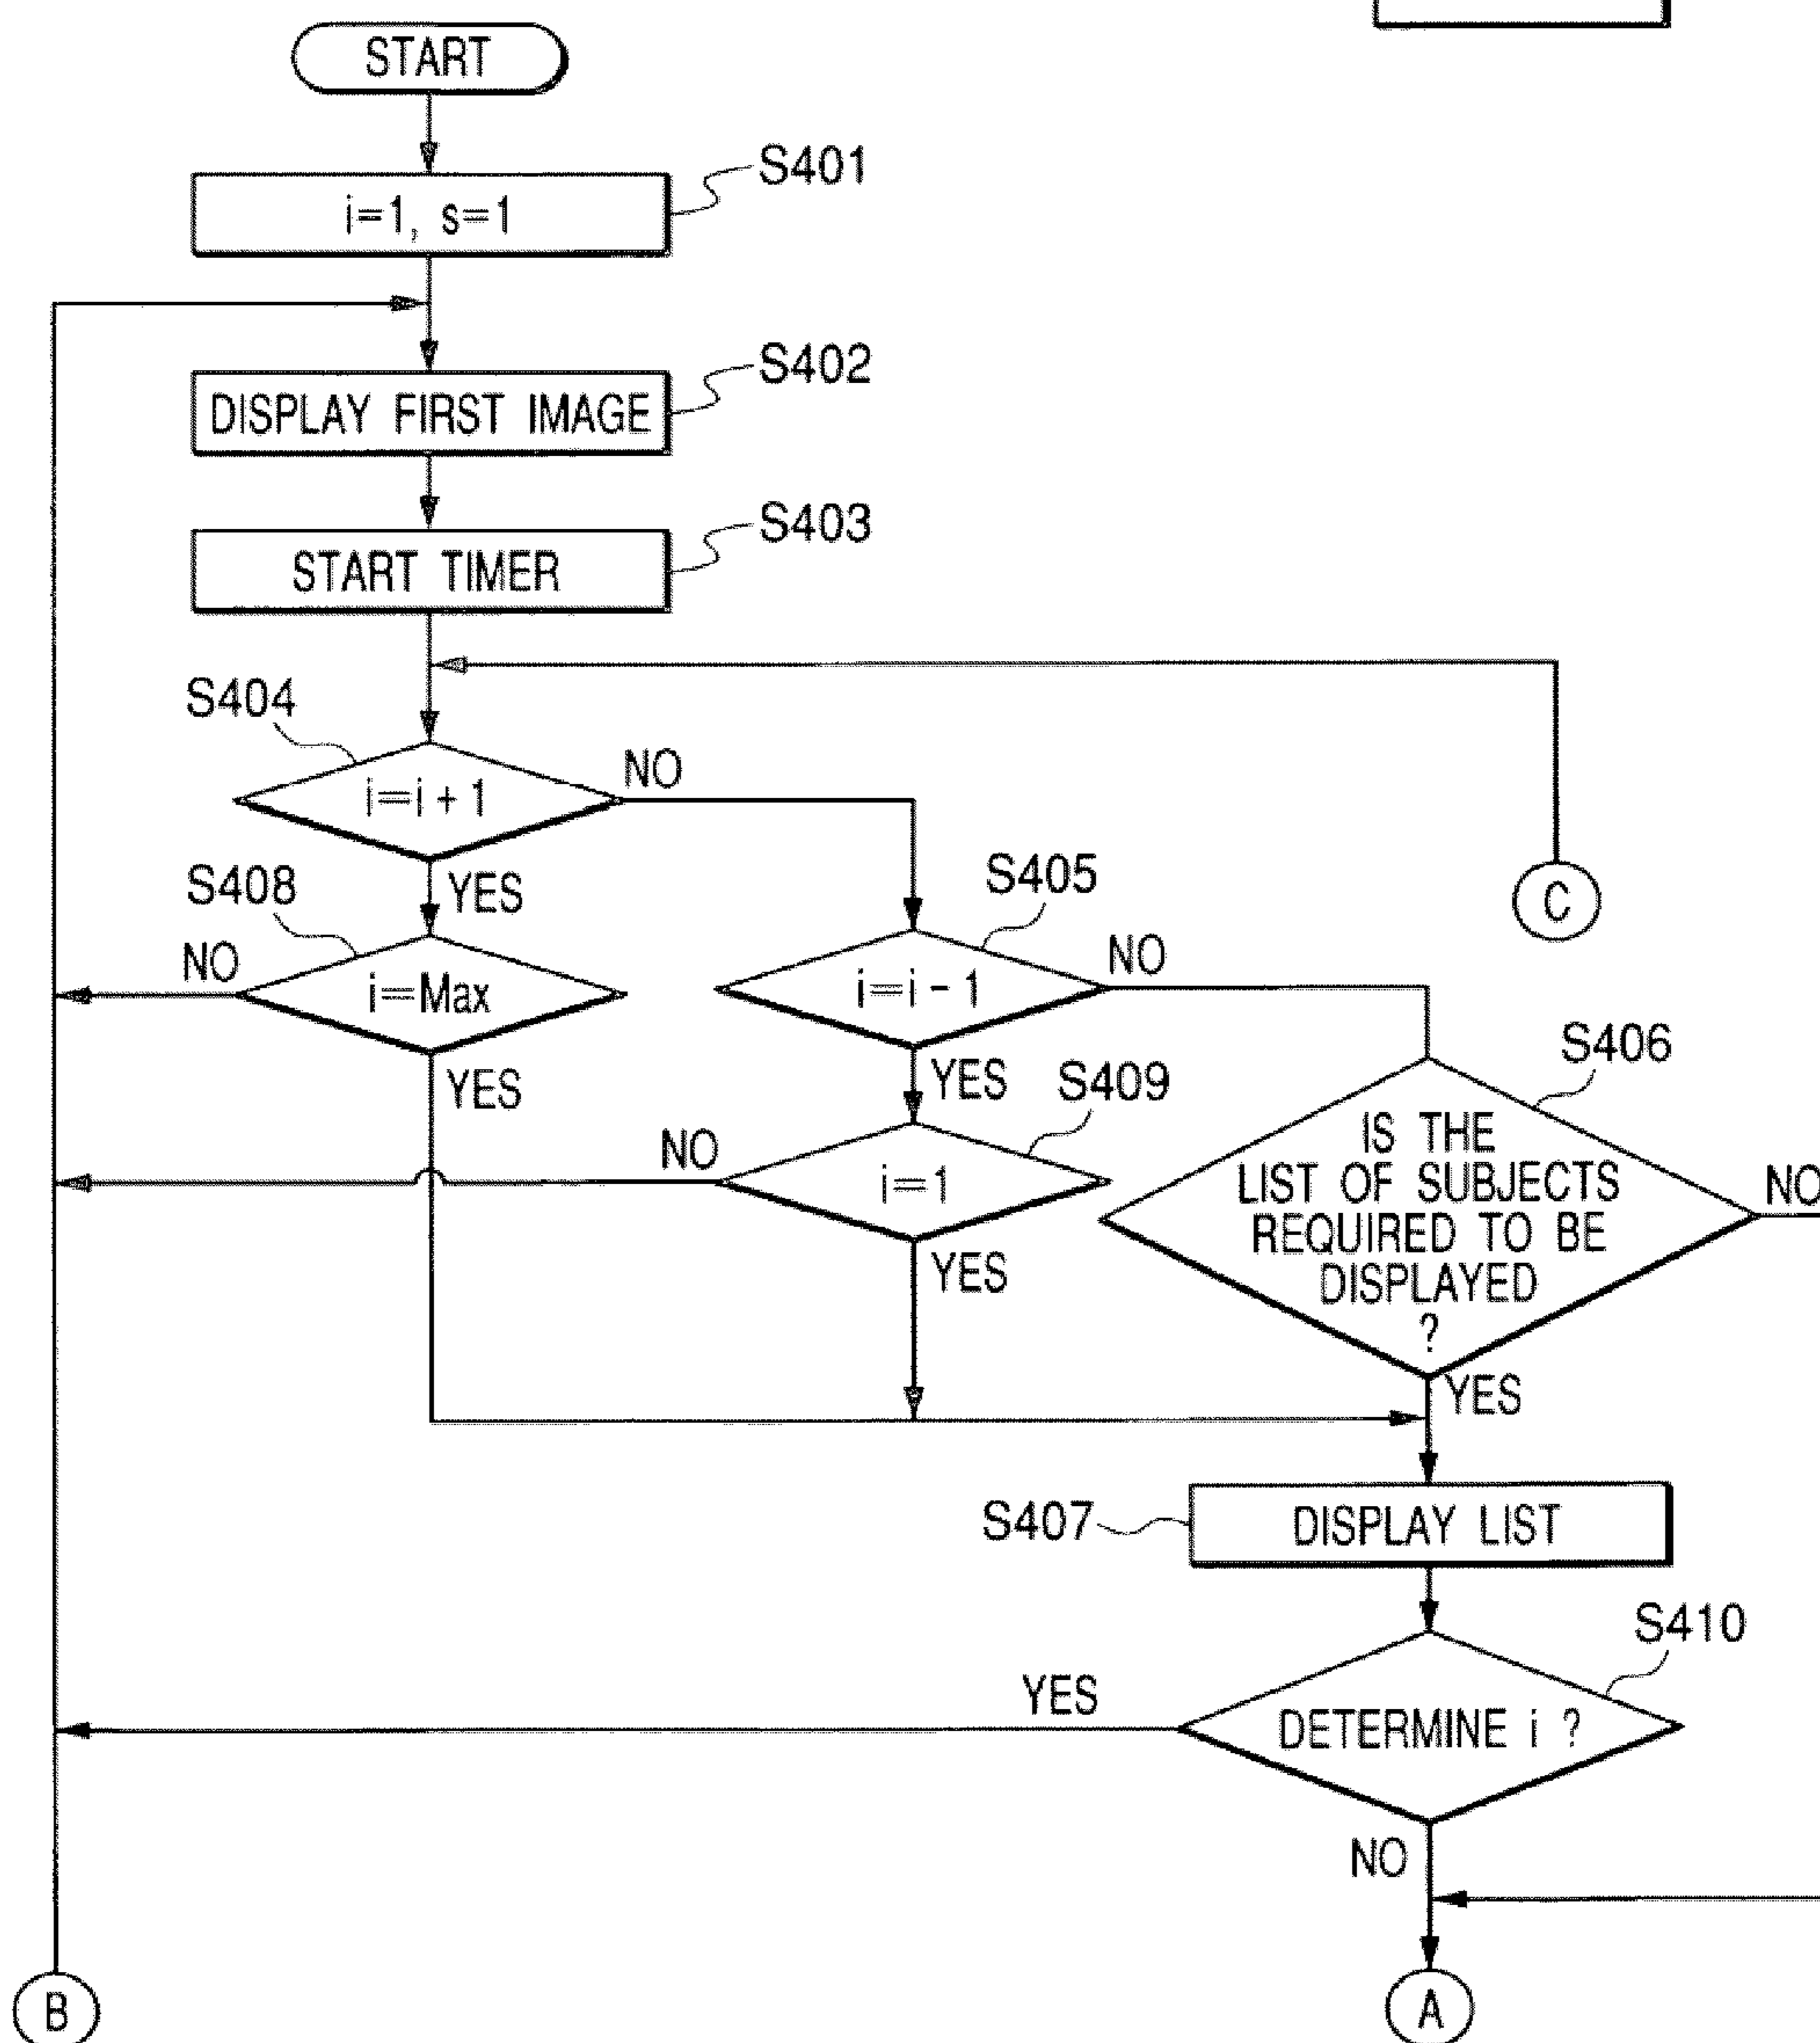 START
S401
i=1, s=1
S402
DISPLAY FIRST IMAGE
S403
START TIMER
S404
i=i+1
NO
YES
C
S408
NO
i=Max
YES
S405
i=i-1
NO
YES
S409
NO
i=1
YES
S406
IS THE
LIST OF SUBJECTS
REQUIRED TO BE
DISPLAYED
?
NO
YES
S407
DISPLAY LIST
S410
YES
DETERMINE i ?
NO
B
A